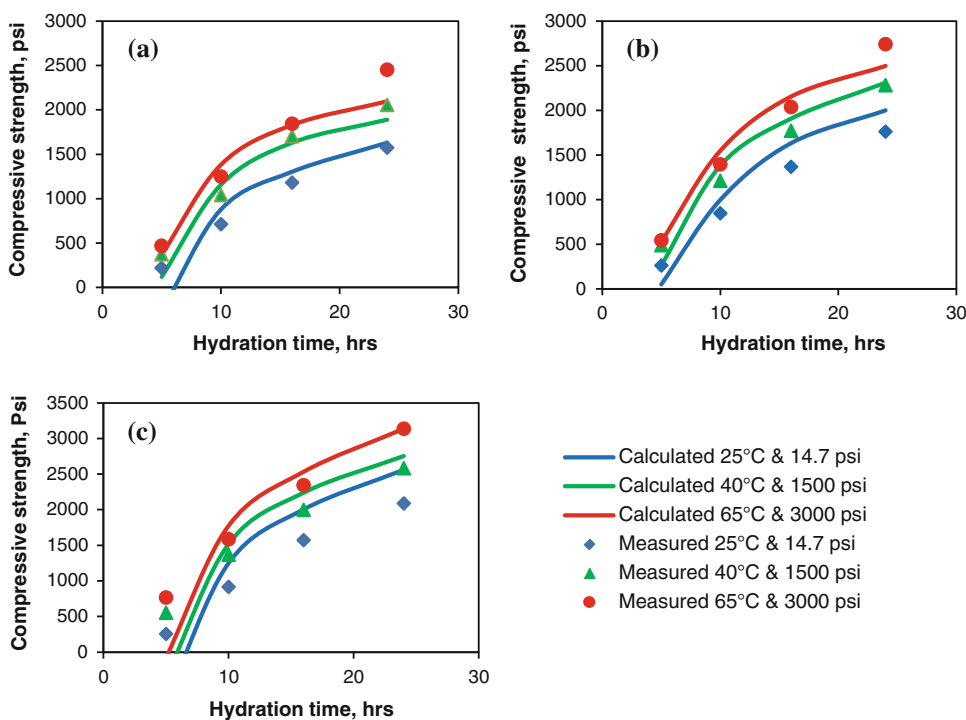 (a)
Compressive strength, psi
3000
2500
2000
1500
1000
500
0
0 10 20 30
Hydration time, hrs
(b)
Compressive strength, psi
3000
2500
2000
1500
1000
500
0
0 10 20 30
Hydration time, hrs
(c)
Compressive strength, Psi
3500
3000
2500
2000
1500
1000
500
0
0 10 20 30
Hydration time, hrs
Calculated 25°C & 14.7 psi
Calculated 40°C & 1500 psi
Calculated 65°C & 3000 psi
Measured 25°C & 14.7 psi
Measured 40°C & 1500 psi
Measured 65°C & 3000 psi